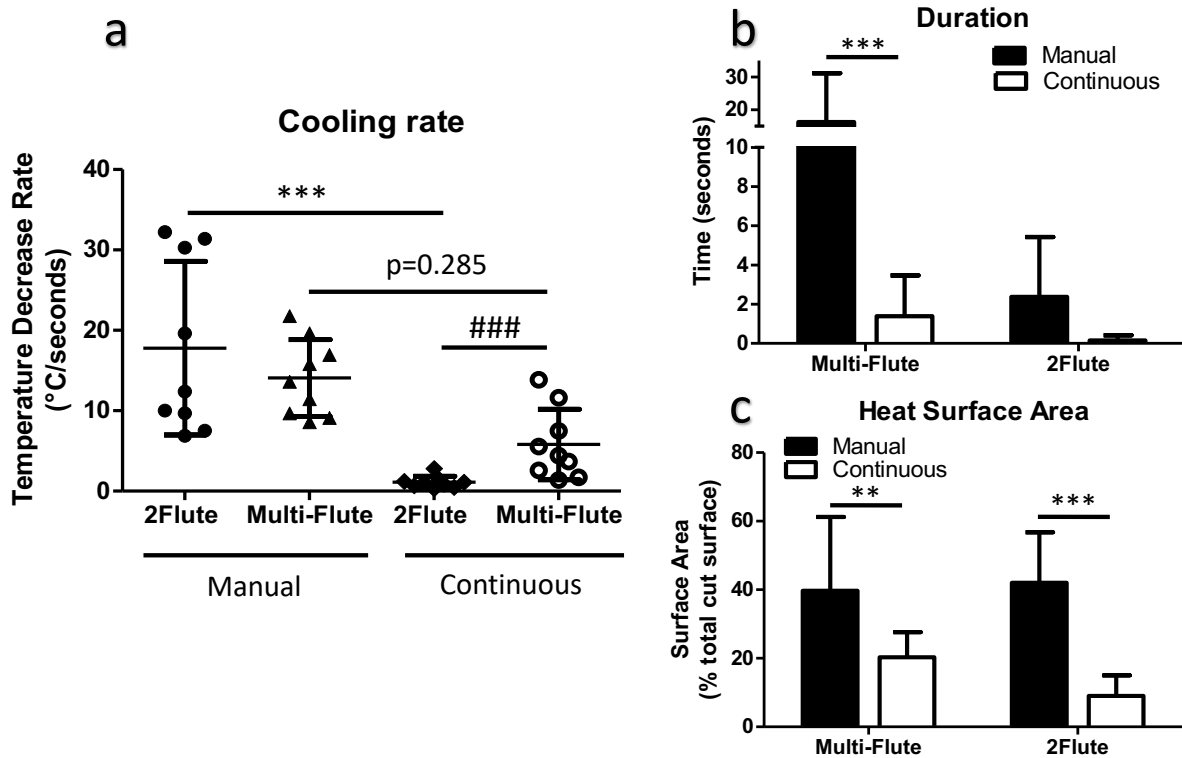 a
Cooling rate
Temperature Decrease Rate
(°C/seconds)
40
30
20
10
0
***
p=0.285
###
2Flute Multi-Flute 2Flute Multi-Flute
Manual Continuous
b
Duration
Manual
Continuous
***
Time (seconds)
30
20
10
8
6
4
2
0
Multi-Flute 2Flute
c
Heat Surface Area
Manual
Continuous
** ***
Surface Area
(% total cut surface)
80
60
40
20
0
Multi-Flute 2Flute